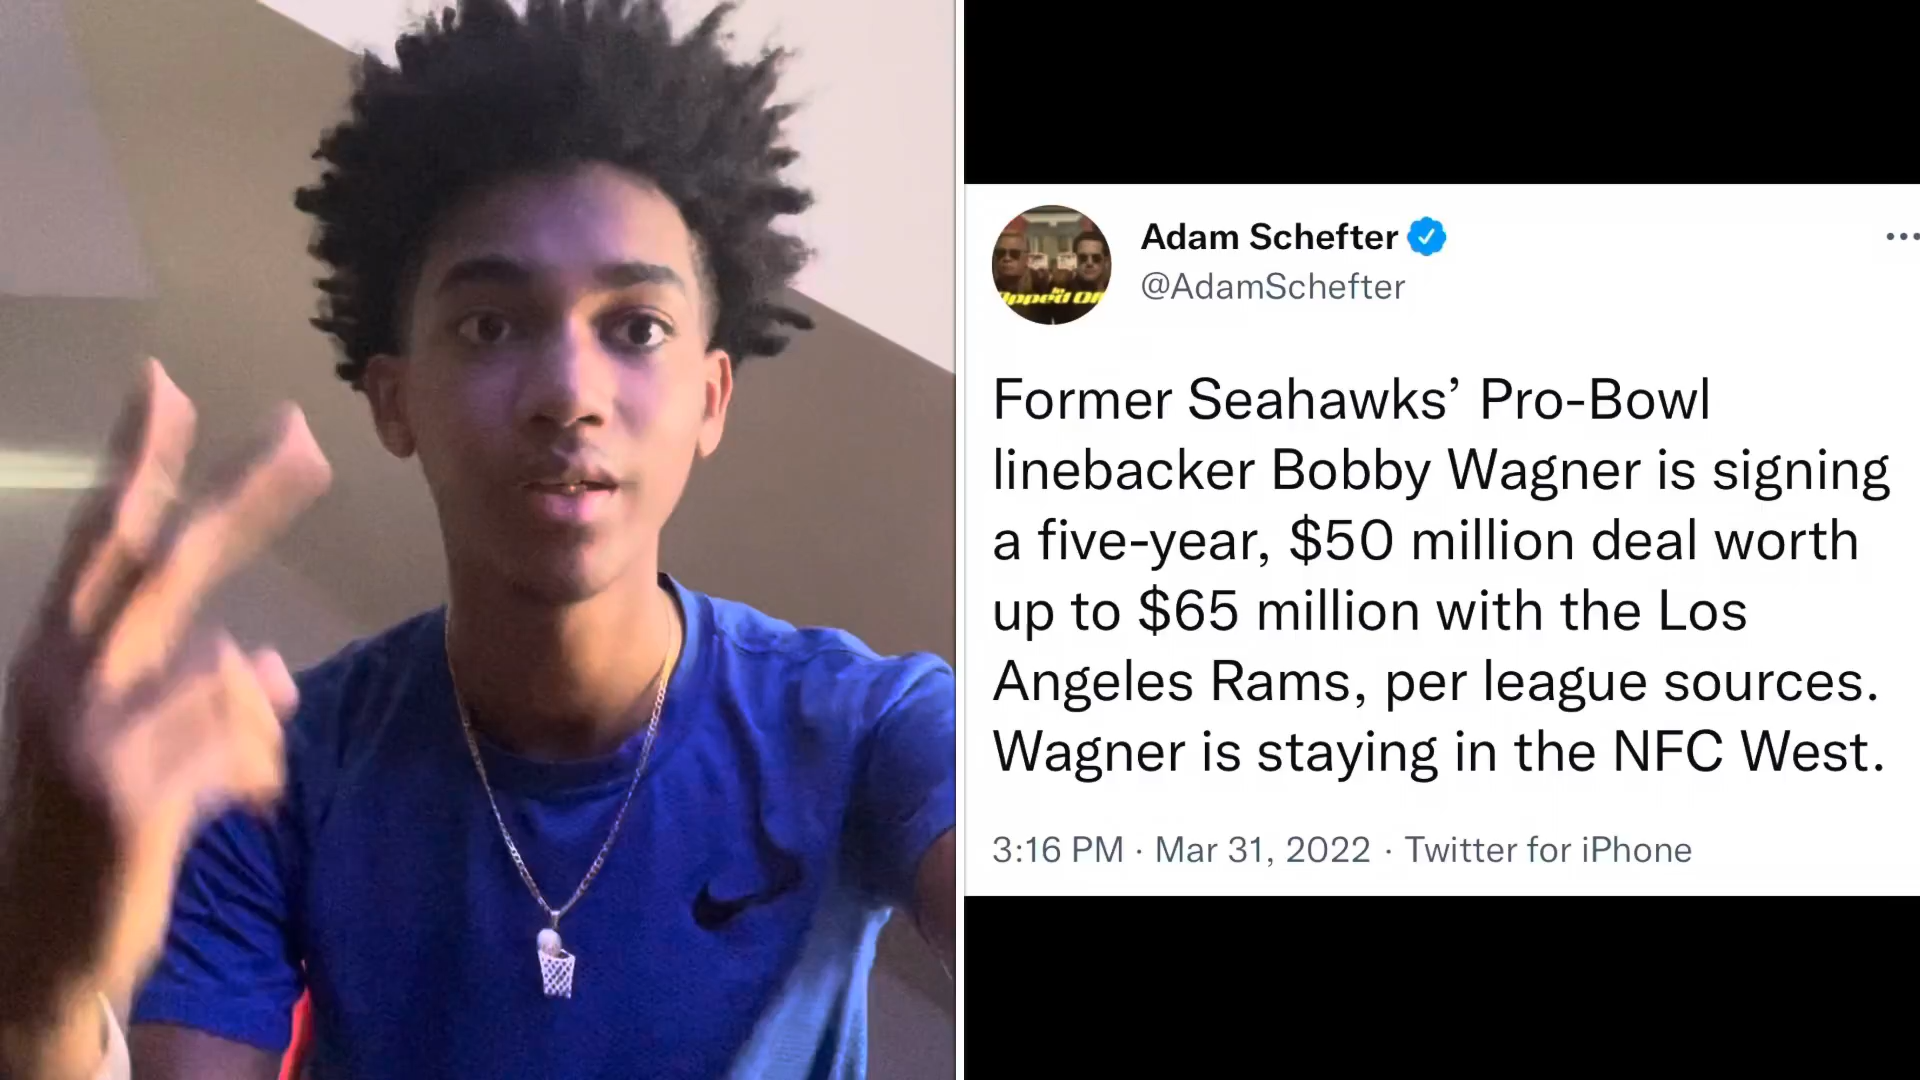 Adam Schefter
@AdamSchefter
Former Seahawks’ Pro-Bowl
linebacker Bobby Wagner is signing
a five-year, $50 million deal worth
up to $65 million with the Los
Angeles Rams, per league sources.
Wagner is staying in the NFC West.
3:16 PM · Mar 31, 2022 · Twitter for iPhone